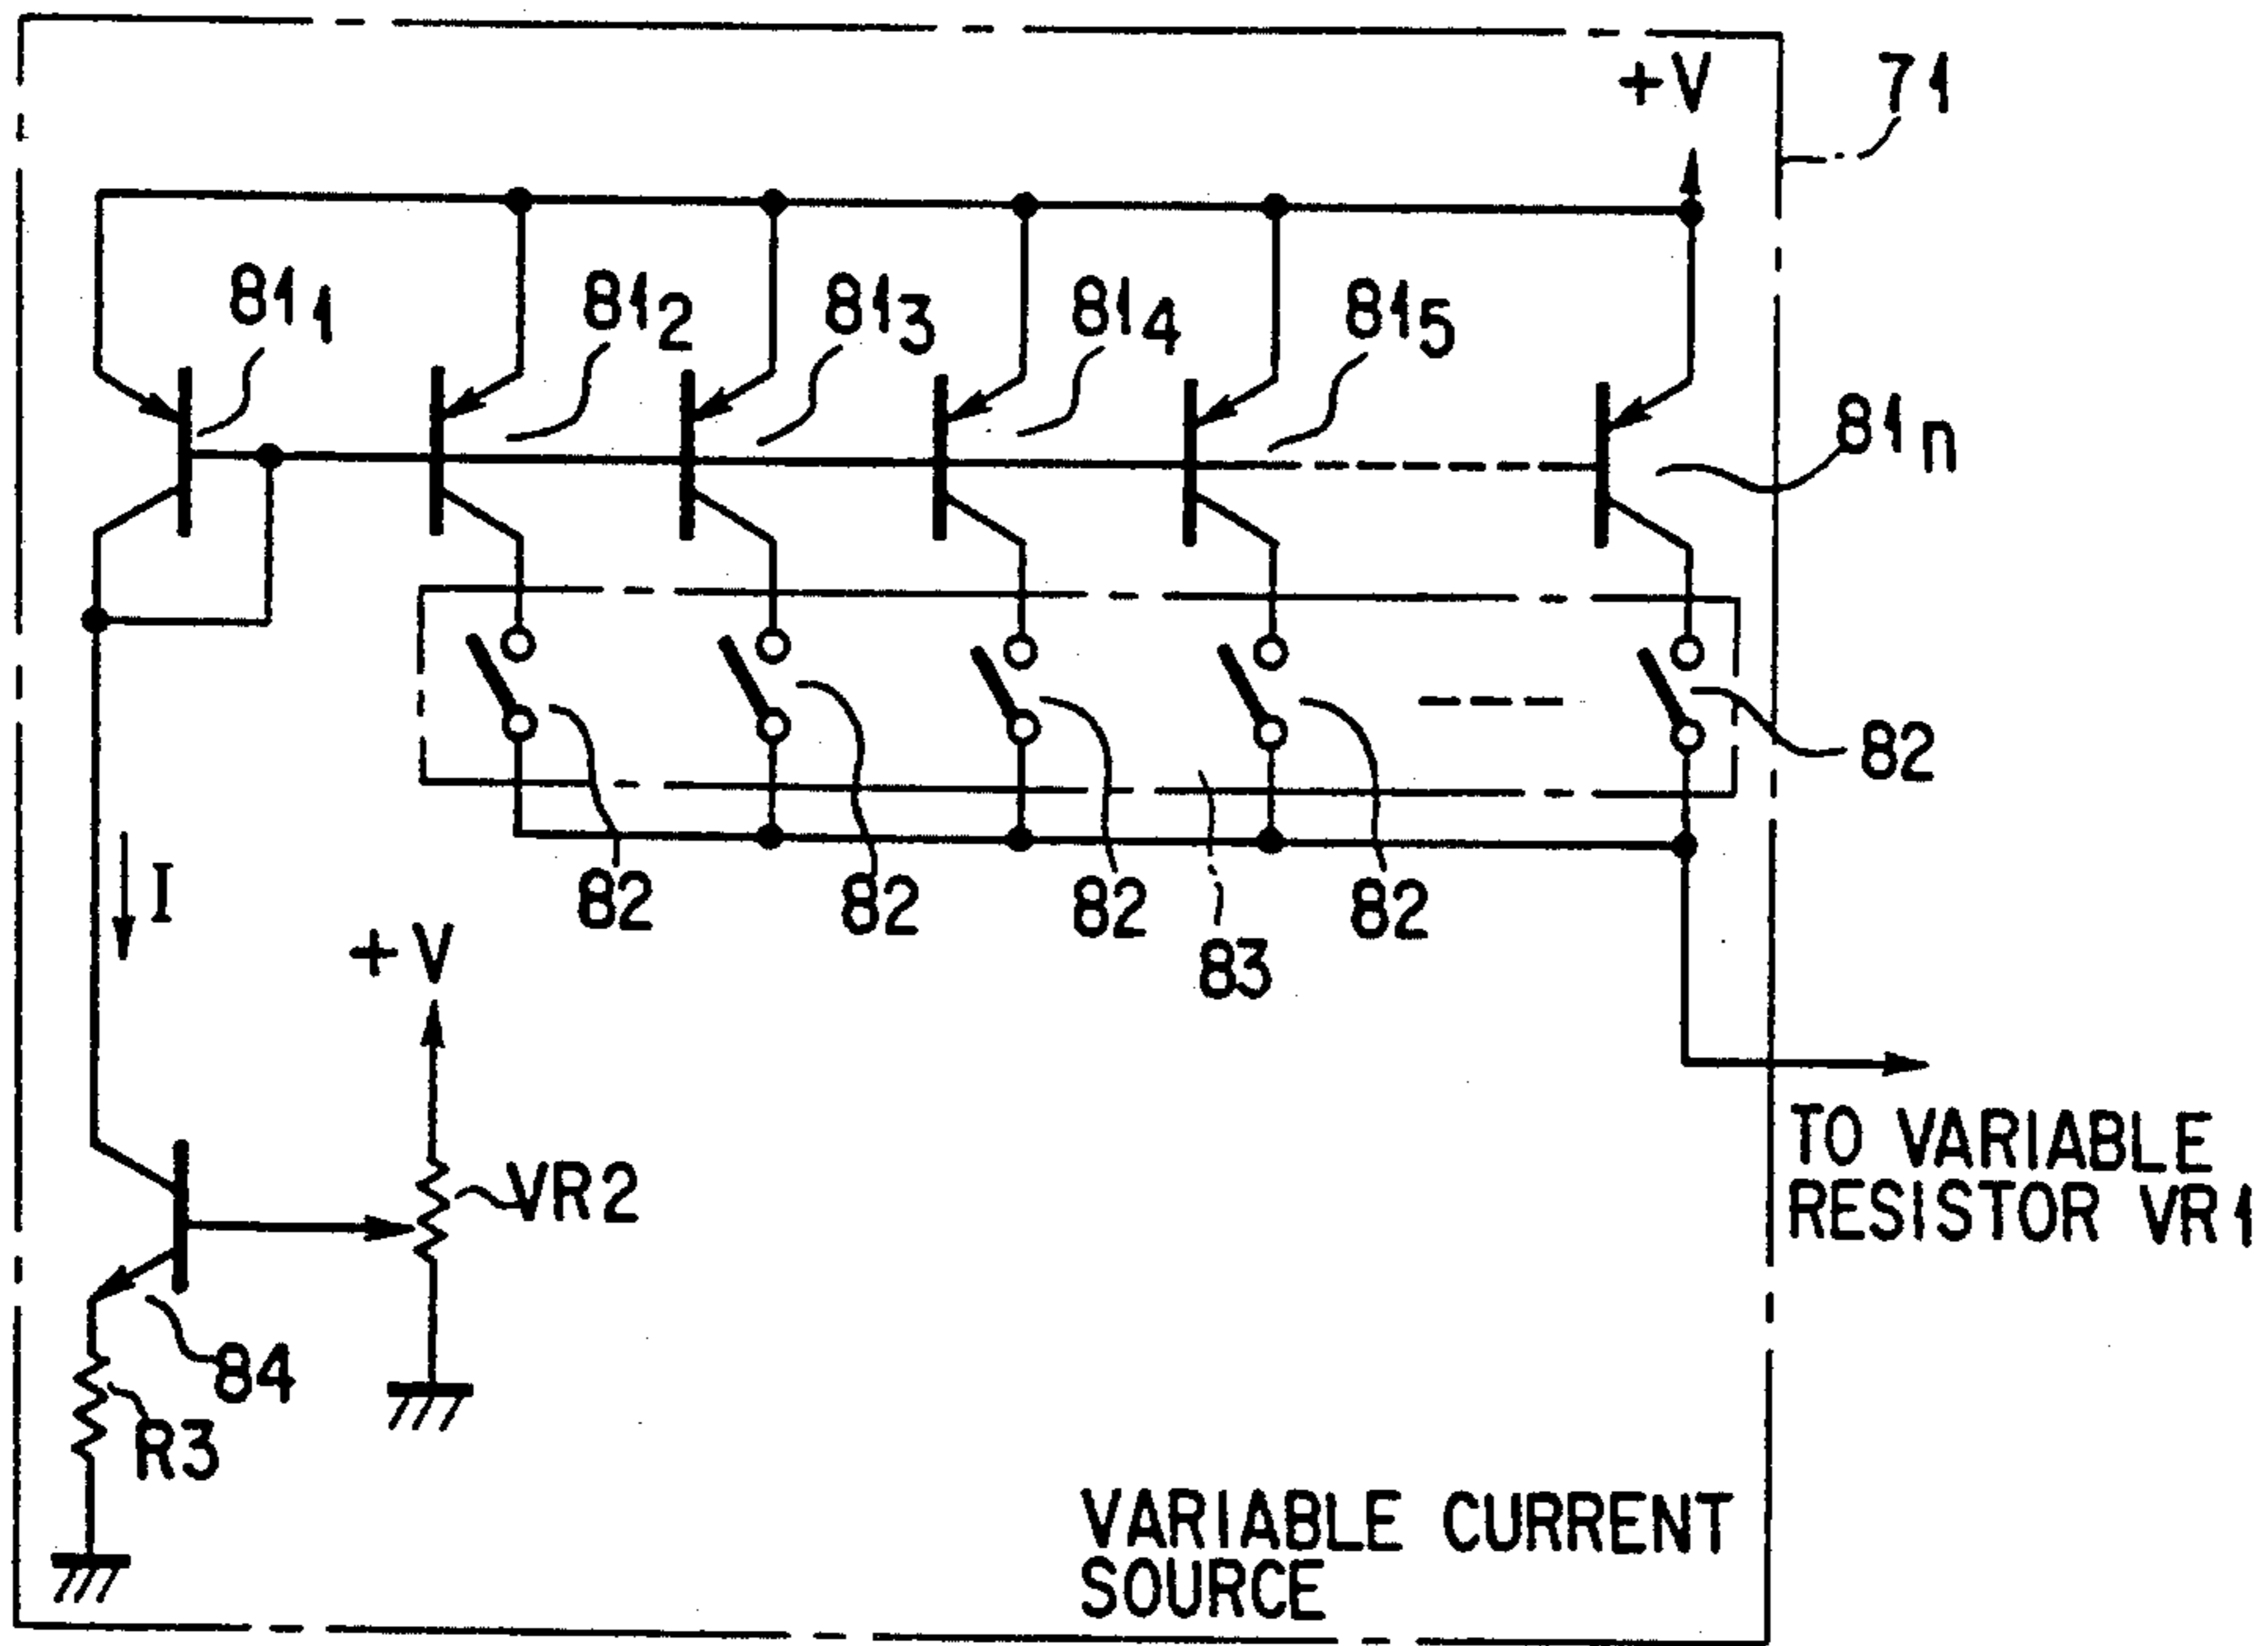 +V
71
81₁
81₂
81₃
81₄
81₅
81n
82
82
82
82
82
83
I
+V
VR2
TO VARIABLE
RESISTOR VR1
84
R3
VARIABLE CURRENT
SOURCE